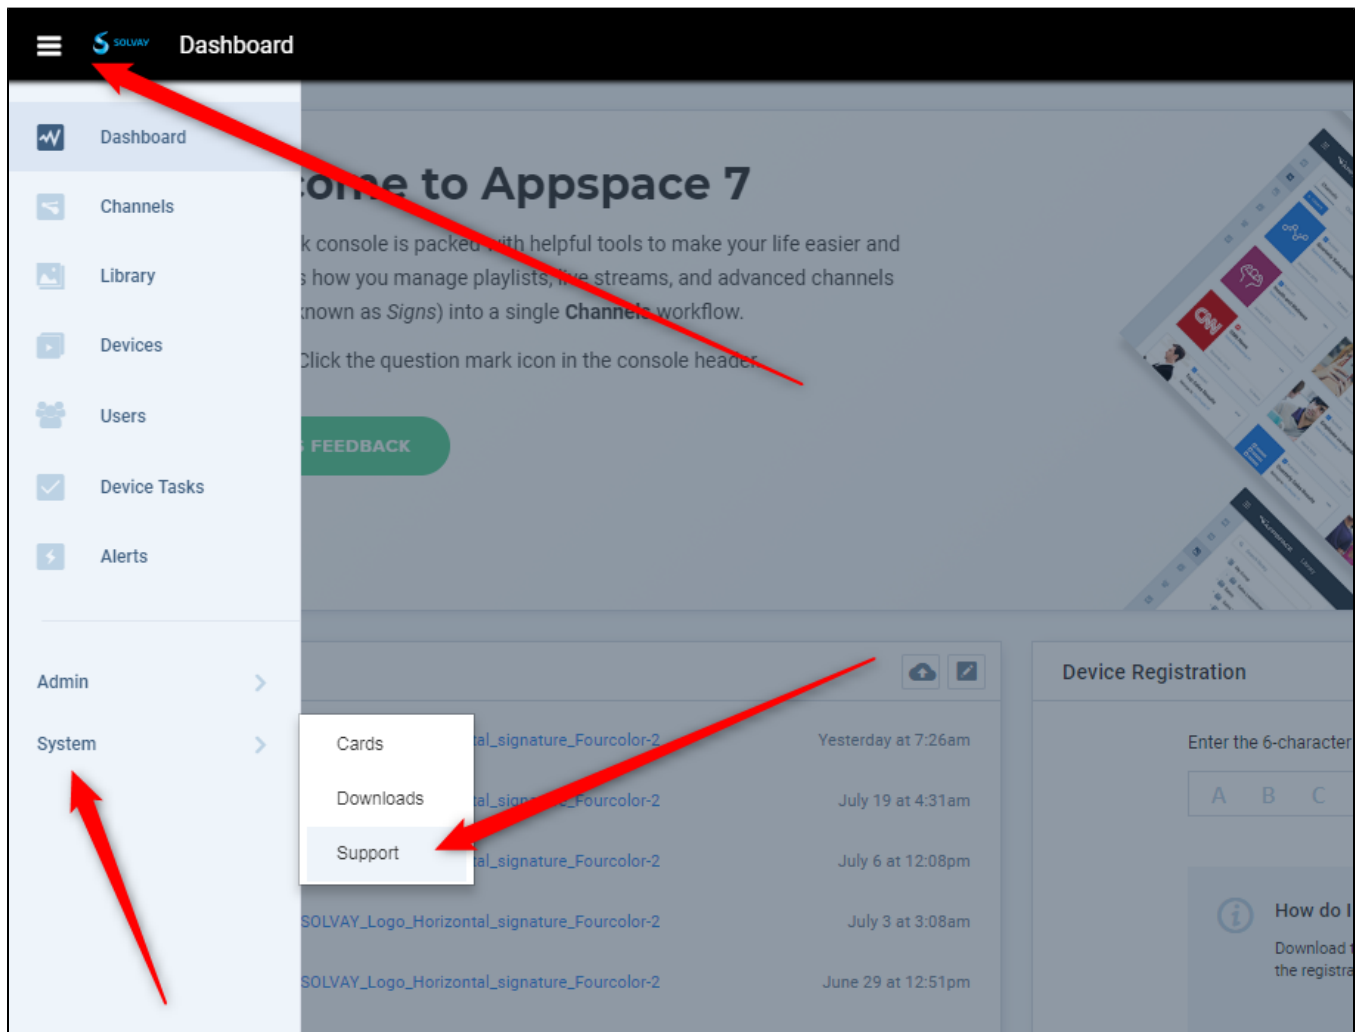 SOLVAY Dashboard
Dashboard
Channels
Library
Devices
Users
Device Tasks
Alerts
Admin
System
Cards
Downloads
Support
ome to Appspace 7
k console is packed with helpful tools to make your life easier and
s how you manage playlists, live streams, and advanced channels
known as Signs) into a single Channels workflow.
Click the question mark icon in the console header.
FEEDBACK
CNN
tal_signature_Fourcolor-2 Yesterday at 7:26am
tal_signature_Fourcolor-2 July 19 at 4:31am
tal_signature_Fourcolor-2 July 6 at 12:08pm
SOLVAY_Logo_Horizontal_signature_Fourcolor-2 July 3 at 3:08am
SOLVAY_Logo_Horizontal_signature_Fourcolor-2 June 29 at 12:51pm
Device Registration
Enter the 6-character
A B C
How do I
Download t
the registra